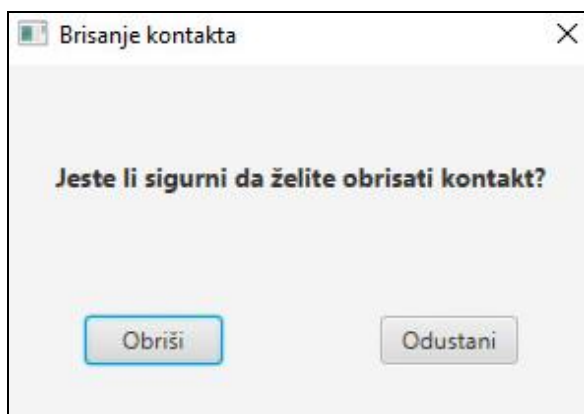 Brisanje kontakta
Jeste li sigurni da želite obrisati kontakt?
Obriši
Odustani